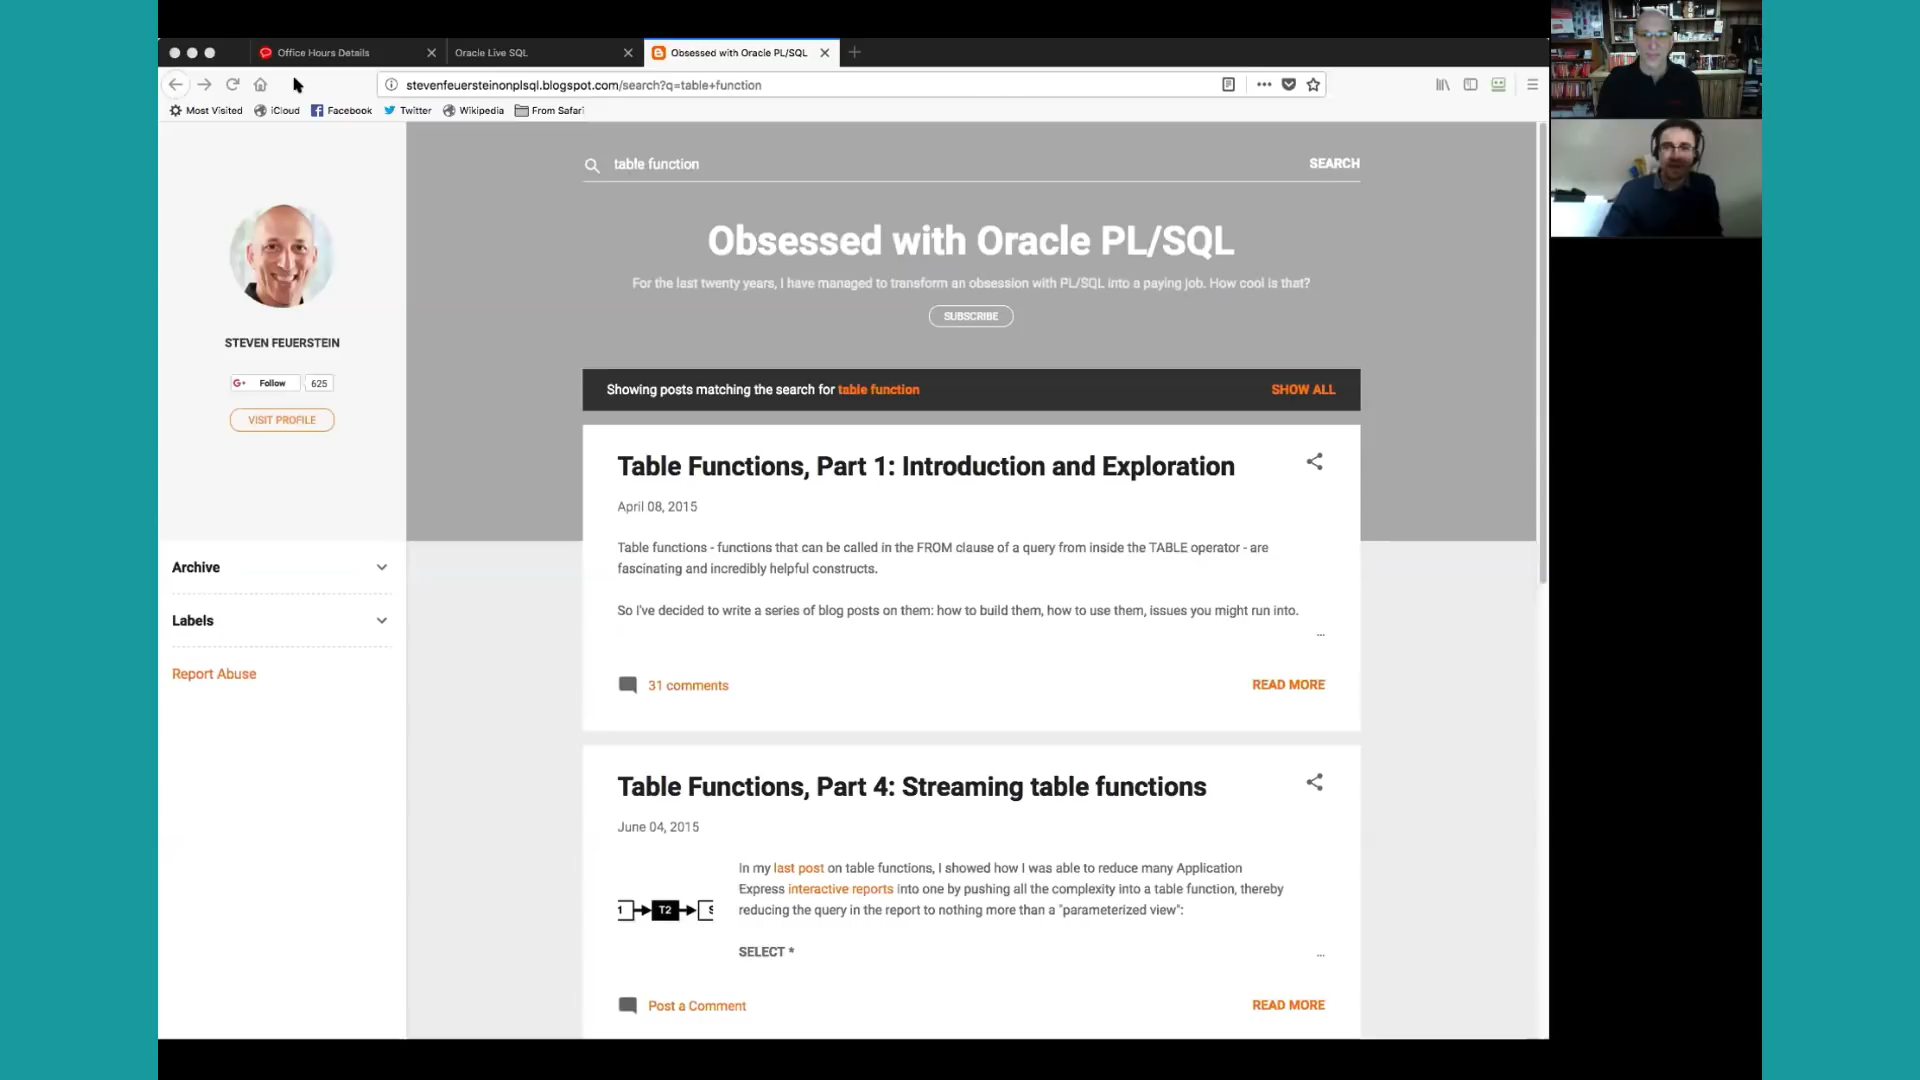 Office Hours Details
Oracle Live SQL
Obsessed with Oracle PL/SQL
stevenfeuersteinonplsql.blogspot.com/search?q=table+function
Most Visited
iCloud
Facebook
Twitter
Wikipedia
From Safari
table function
SEARCH
Obsessed with Oracle PL/SQL
For the last twenty years, I have managed to transform an obsession with PL/SQL into a paying job. How cool is that?
SUBSCRIBE
STEVEN FEUERSTEIN
G+ Follow 625
VISIT PROFILE
Archive
Labels
Report Abuse
Showing posts matching the search for table function
SHOW ALL
Table Functions, Part 1: Introduction and Exploration
April 08, 2015
Table functions - functions that can be called in the FROM clause of a query from inside the TABLE operator - are
fascinating and incredibly helpful constructs.
So I've decided to write a series of blog posts on them: how to build them, how to use them, issues you might run into.
...
31 comments
READ MORE
Table Functions, Part 4: Streaming table functions
June 04, 2015
1 T2 S
In my last post on table functions, I showed how I was able to reduce many Application
Express interactive reports into one by pushing all the complexity into a table function, thereby
reducing the query in the report to nothing more than a "parameterized view":
SELECT *
...
Post a Comment
READ MORE